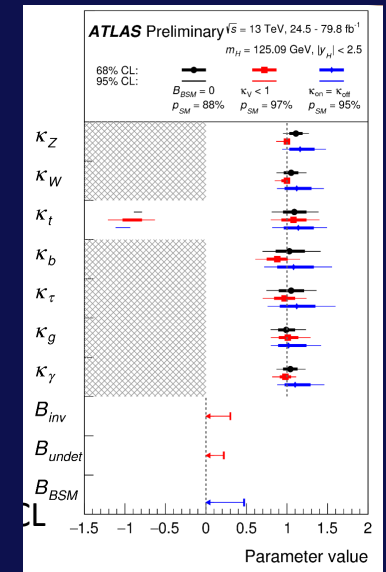 ATLAS Preliminary √s = 13 TeV, 24.5 - 79.8 fb⁻¹
m_H = 125.09 GeV, |y_H| < 2.5
68% CL:
95% CL:
B_BSM = 0 κ_V < 1 κ_on = κ_off
p_SM = 88% p_SM = 97% p_SM = 95%
κ_Z
κ_W
κ_t
κ_b
κ_τ
κ_g
κ_γ
B_inv
B_undet
B_BSM
CL
−1.5 −1 −0.5 0 0.5 1 1.5 2
Parameter value